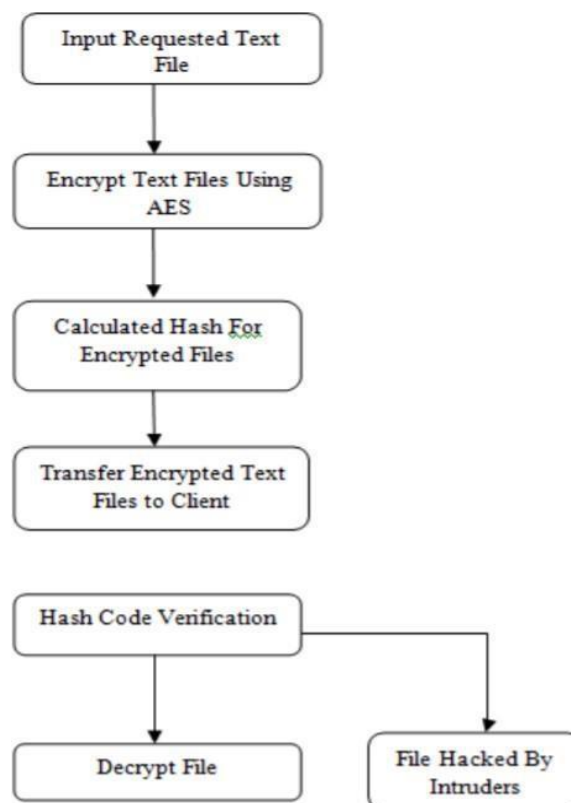 Input Requested Text
File
Encrypt Text Files Using
AES
Calculated Hash For
Encrypted Files
Transfer Encrypted Text
Files to Client
Hash Code Verification
Decrypt File
File Hacked By
Intruders